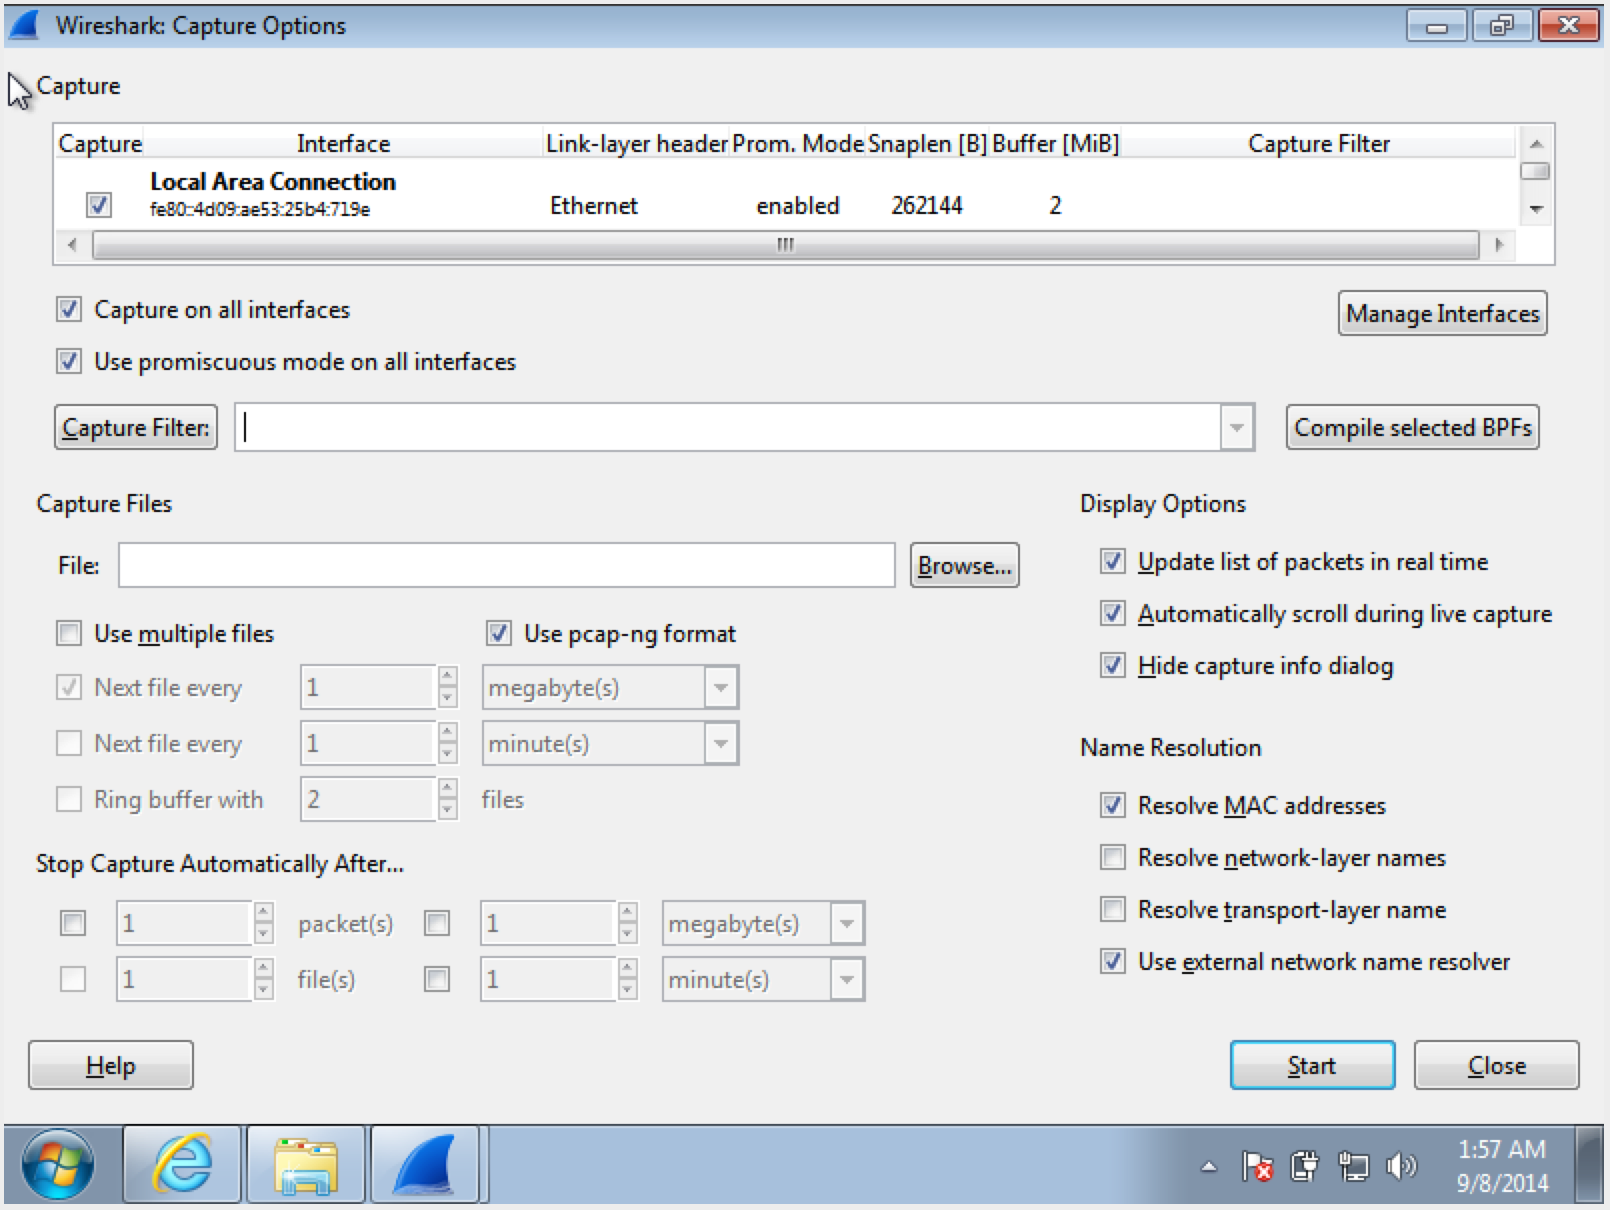 Wireshark: Capture Options
Capture
Capture Interface Link-layer header Prom. Mode Snaplen [B] Buffer [MiB] Capture Filter
Local Area Connection
fe80::4d09:ae53:25b4:719e
Ethernet enabled 262144 2
Capture on all interfaces
Manage Interfaces
Use promiscuous mode on all interfaces
Capture Filter:
Compile selected BPFs
Capture Files
File:
Browse...
Use multiple files
Use pcap-ng format
Next file every 1 megabyte(s)
Next file every 1 minute(s)
Ring buffer with 2 files
Stop Capture Automatically After...
1 packet(s) 1 megabyte(s)
1 file(s) 1 minute(s)
Display Options
Update list of packets in real time
Automatically scroll during live capture
Hide capture info dialog
Name Resolution
Resolve MAC addresses
Resolve network-layer names
Resolve transport-layer name
Use external network name resolver
Help
Start
Close
1:57 AM
9/8/2014